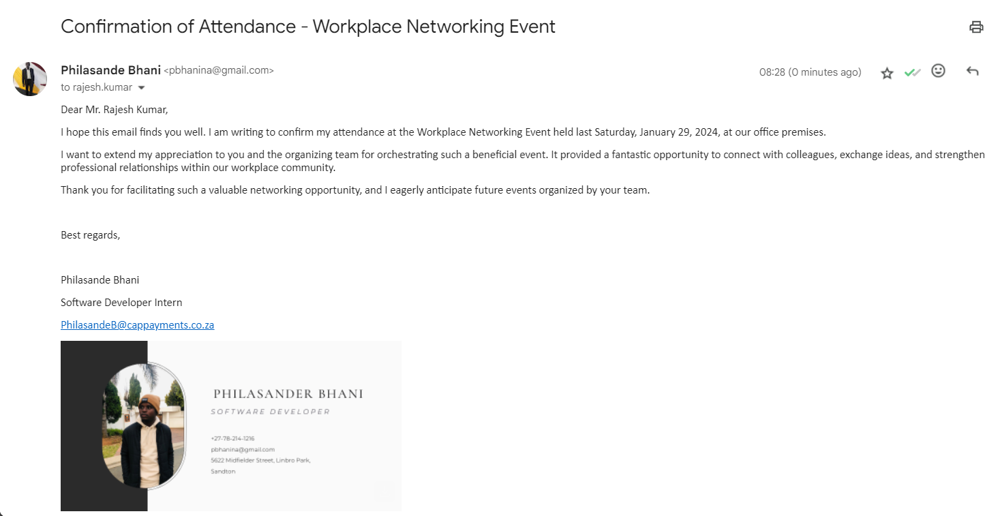 Confirmation of Attendance - Workplace Networking Event
Philasande Bhani <pbhanina@gmail.com>
08:28 (0 minutes ago)
to rajesh.kumar
Dear Mr. Rajesh Kumar,
I hope this email finds you well. I am writing to confirm my attendance at the Workplace Networking Event held last Saturday, January 29, 2024, at our office premises.
I want to extend my appreciation to you and the organizing team for orchestrating such a beneficial event. It provided a fantastic opportunity to connect with colleagues, exchange ideas, and strengthen
professional relationships within our workplace community.
Thank you for facilitating such a valuable networking opportunity, and I eagerly anticipate future events organized by your team.
Best regards,
Philasande Bhani
Software Developer Intern
PhilasandeB@cappayments.co.za
PHILASANDER BHANI
SOFTWARE DEVELOPER
+27-78-214-1216
pbhanina@gmail.com
5622 Midfielder Street, Linbro Park,
Sandton